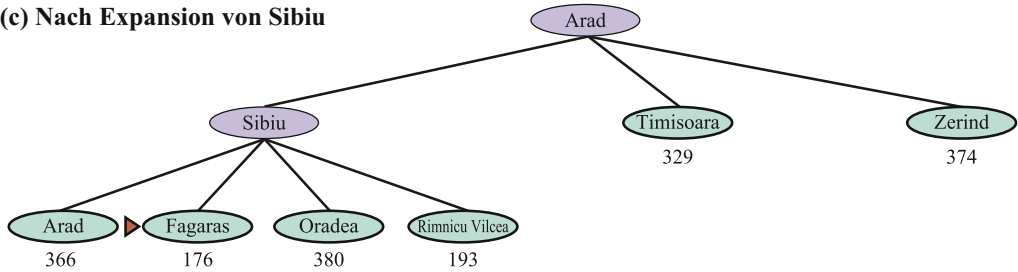 (c) Nach Expansion von Sibiu
Arad
Sibiu
Timisoara
Zerind
329
374
Arad
Fagaras
Oradea
Rimnicu Vilcea
366
176
380
193